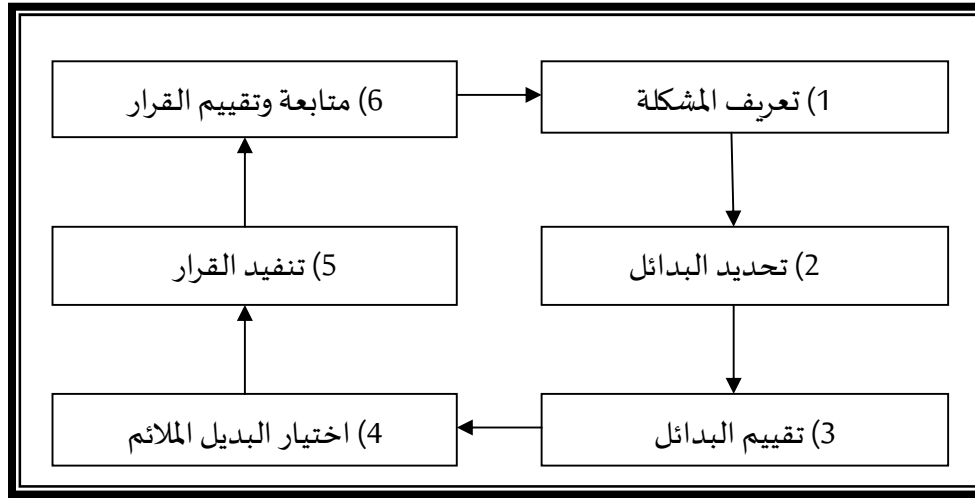 1) تعريف المشكلة
2) تحديد البدائل
3) تقييم البدائل
4) اختيار البديل الملائم
5) تنفيد القرار
6) متابعة وتقييم القرار